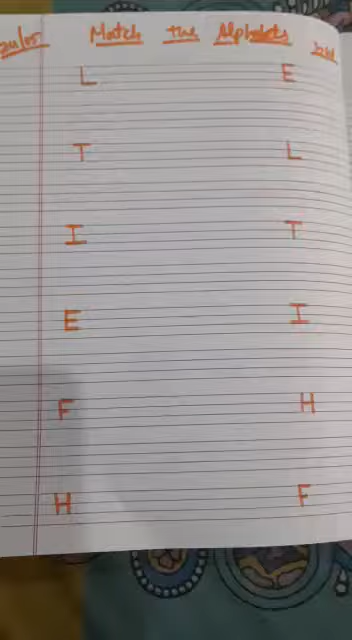 Match the Alphabets
L E
T L
I T
E I
F H
H F